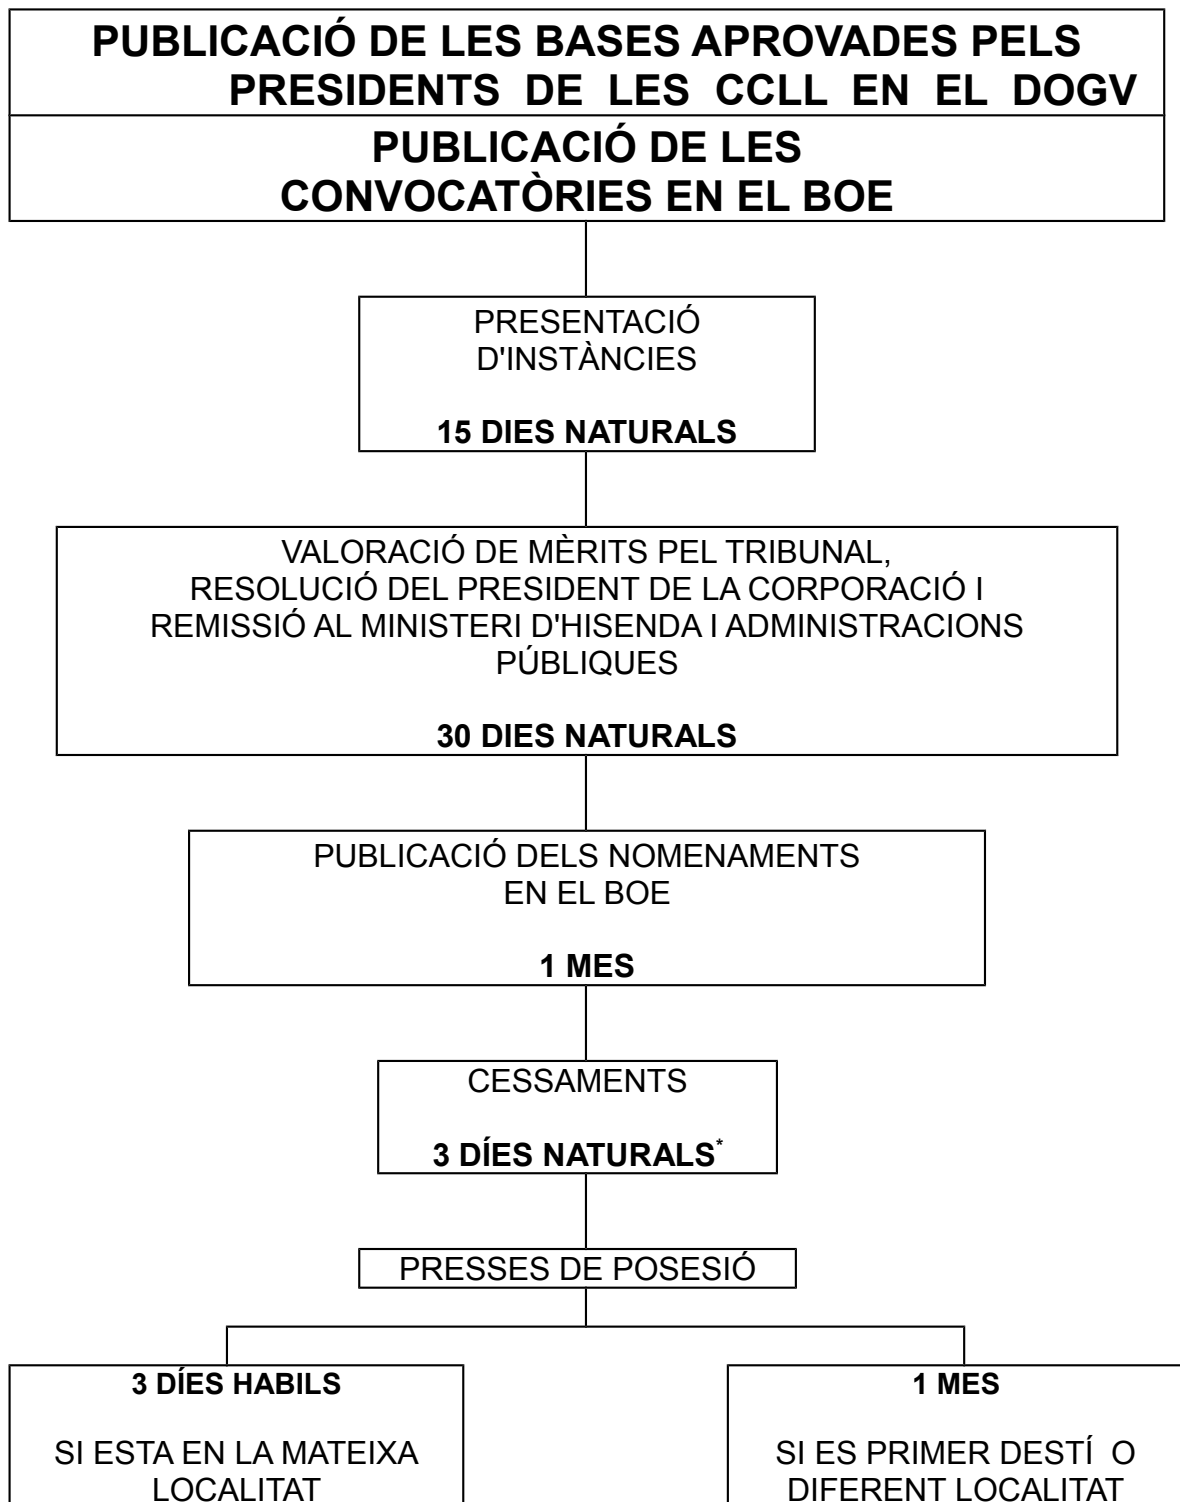 PUBLICACIÓ DE LES BASES APROVADES PELS
PRESIDENTS DE LES CCLL EN EL DOGV
PUBLICACIÓ DE LES
CONVOCATÒRIES EN EL BOE
PRESENTACIÓ
D'INSTÀNCIES
15 DIES NATURALS
VALORACIÓ DE MÈRITS PEL TRIBUNAL,
RESOLUCIÓ DEL PRESIDENT DE LA CORPORACIÓ I
REMISSIÓ AL MINISTERI D'HISENDA I ADMINISTRACIONS
PÚBLIQUES
30 DIES NATURALS
PUBLICACIÓ DELS NOMENAMENTS
EN EL BOE
1 MES
CESSAMENTS
3 DÍES NATURALS*
PRESSES DE POSESIÓ
3 DÍES HABILS
SI ESTA EN LA MATEIXA
LOCALITAT
1 MES
SI ES PRIMER DESTÍ O
DIFERENT LOCALITAT